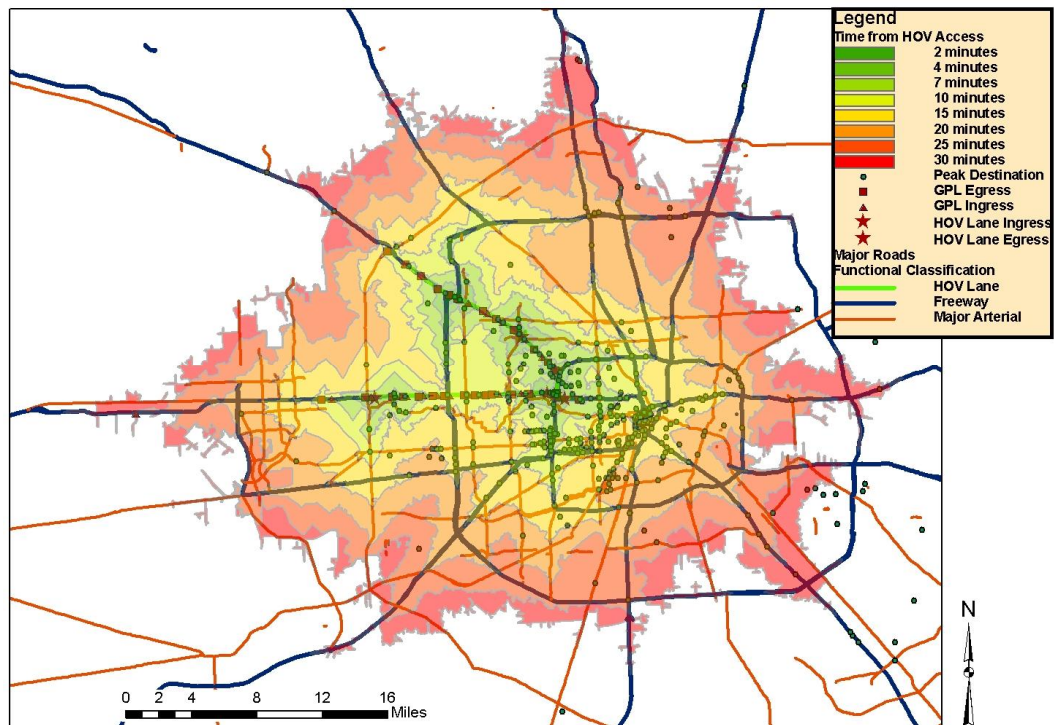 Legend
Time from HOV Access
2 minutes
4 minutes
7 minutes
10 minutes
15 minutes
20 minutes
25 minutes
30 minutes
Peak Destination
GPL Egress
GPL Ingress
HOV Lane Ingress
HOV Lane Egress
Major Roads
Functional Classification
HOV Lane
Freeway
Major Arterial
N
0 2 4 8 12 16
Miles